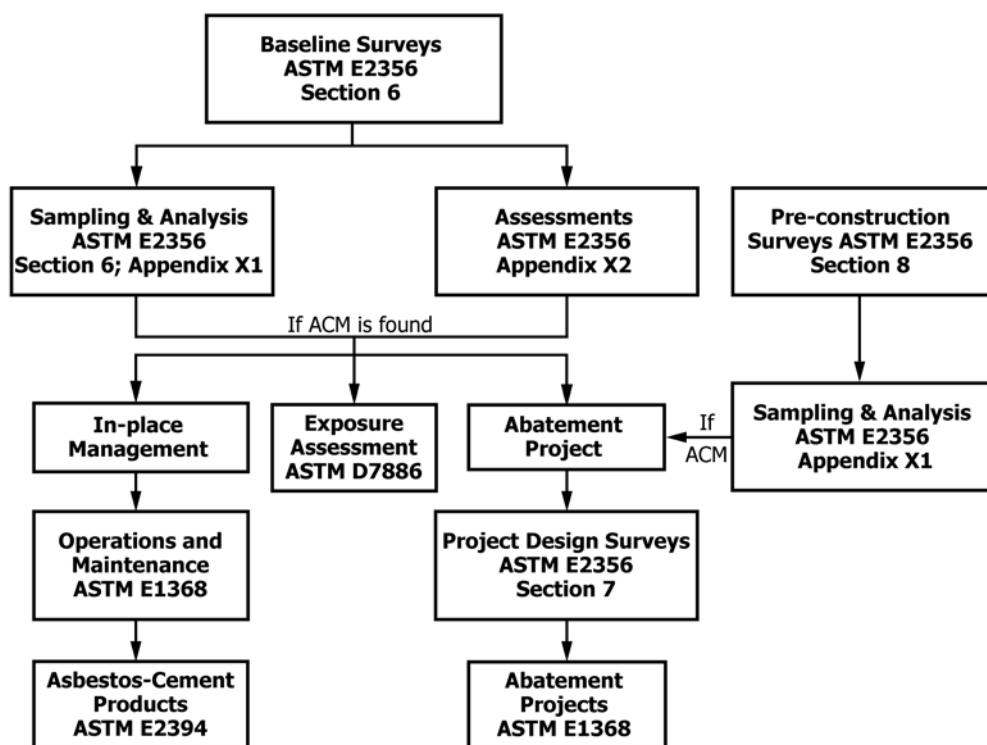 Baseline Surveys
ASTM E2356
Section 6
Sampling & Analysis
ASTM E2356
Section 6; Appendix X1
Assessments
ASTM E2356
Appendix X2
Pre-construction
Surveys ASTM E2356
Section 8
If ACM is found
In-place
Management
Exposure
Assessment
ASTM D7886
Abatement
Project
If
ACM
Sampling & Analysis
ASTM E2356
Appendix X1
Operations and
Maintenance
ASTM E1368
Project Design Surveys
ASTM E2356
Section 7
Asbestos-Cement
Products
ASTM E2394
Abatement
Projects
ASTM E1368